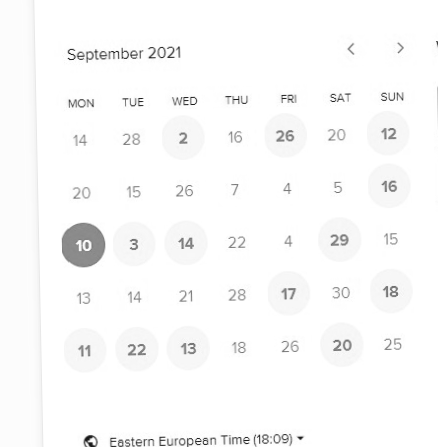 September 2021
MON TUE WED THU FRI SAT SUN
14 28 2 16 26 20 12
20 15 26 7 4 5 16
10 3 14 22 4 29 15
13 14 21 28 17 30 18
11 22 13 18 26 20 25
Eastern European Time (18:09)